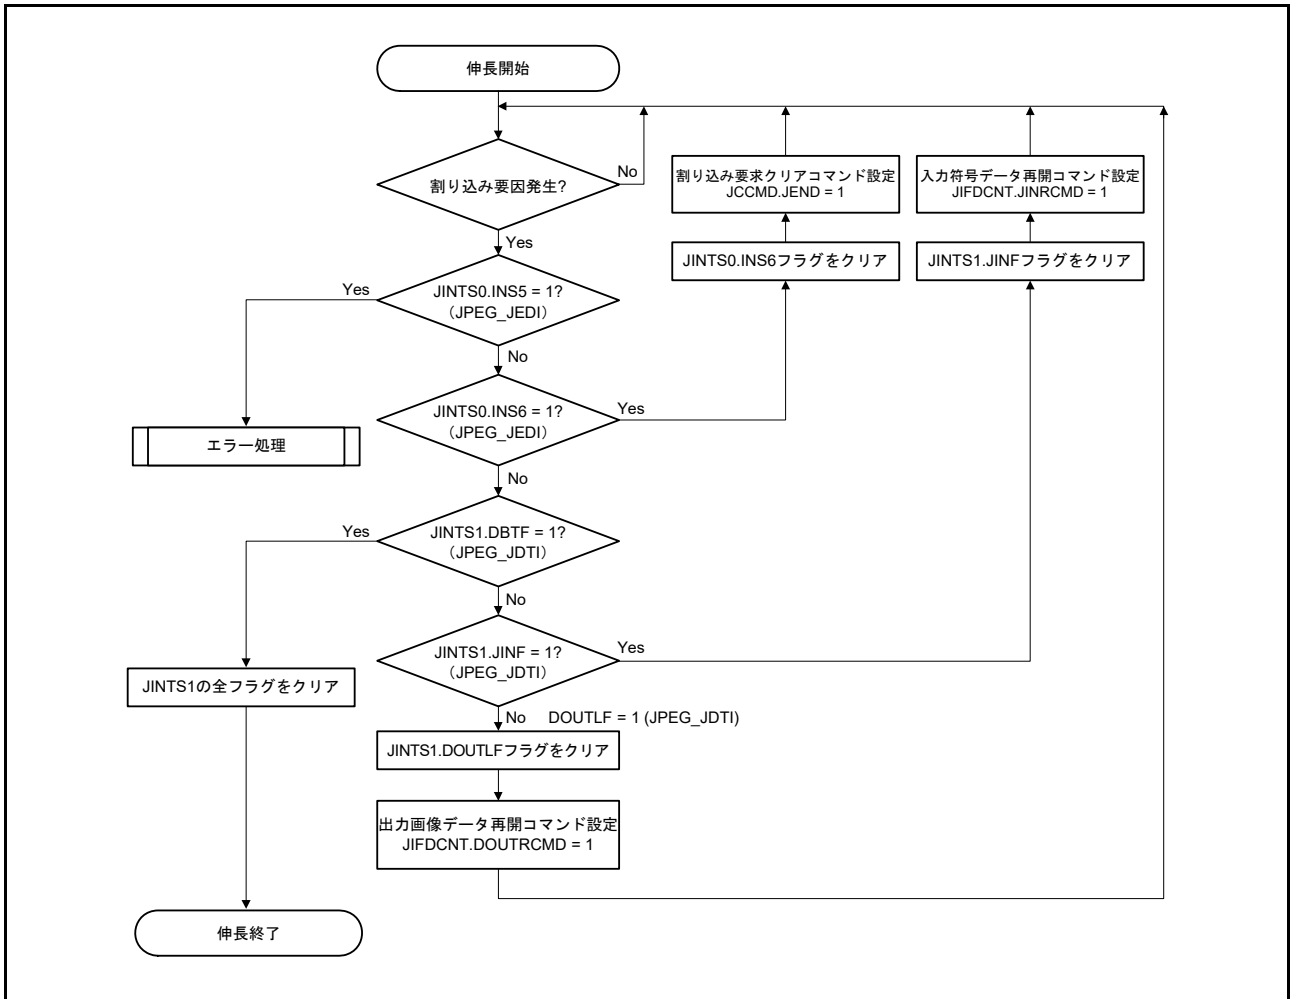 伸長開始
割り込み要因発生?
No
Yes
割り込み要求クリアコマンド設定
JCCMD.JEND = 1
入力符号データ再開コマンド設定
JIFDCNT.JINRCMD = 1
JINTS0.INS6フラグをクリア
JINTS1.JINFフラグをクリア
JINTS0.INS5 = 1?
（JPEG_JEDI）
Yes
No
JINTS0.INS6 = 1?
（JPEG_JEDI）
Yes
No
エラー処理
JINTS1.DBTF = 1?
（JPEG_JDTI）
Yes
No
JINTS1.JINF = 1?
（JPEG_JDTI）
Yes
No DOUTLF = 1 (JPEG_JDTI)
JINTS1の全フラグをクリア
JINTS1.DOUTLFフラグをクリア
出力画像データ再開コマンド設定
JIFDCNT.DOUTRCMD = 1
伸長終了